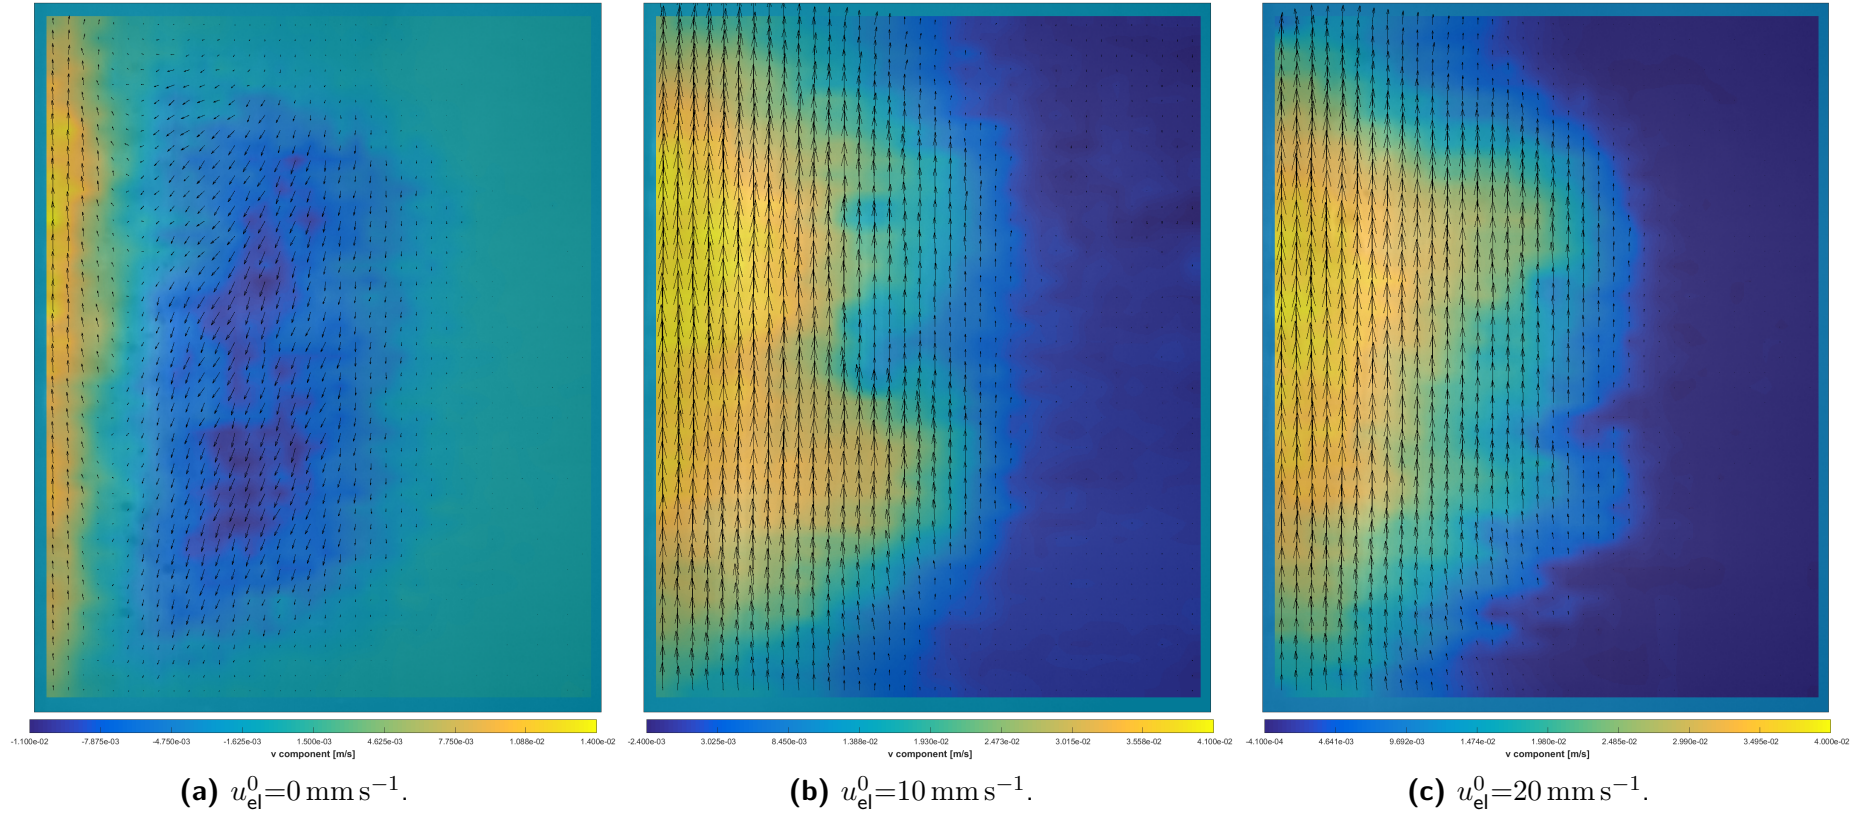 -1.100e-02 -7.875e-03 -4.750e-03 -1.625e-03 1.500e-03 4.625e-03 7.750e-03 1.088e-02 1.400e-02
v component [m/s]
(a) u⁰ₑₗ=0 mm s⁻¹.
-2.400e-03 3.025e-03 8.450e-03 1.388e-02 1.930e-02 2.473e-02 3.015e-02 3.558e-02 4.100e-02
v component [m/s]
(b) u⁰ₑₗ=10 mm s⁻¹.
-4.100e-04 4.641e-03 9.692e-03 1.474e-02 1.980e-02 2.485e-02 2.990e-02 3.495e-02 4.000e-02
v component [m/s]
(c) u⁰ₑₗ=20 mm s⁻¹.